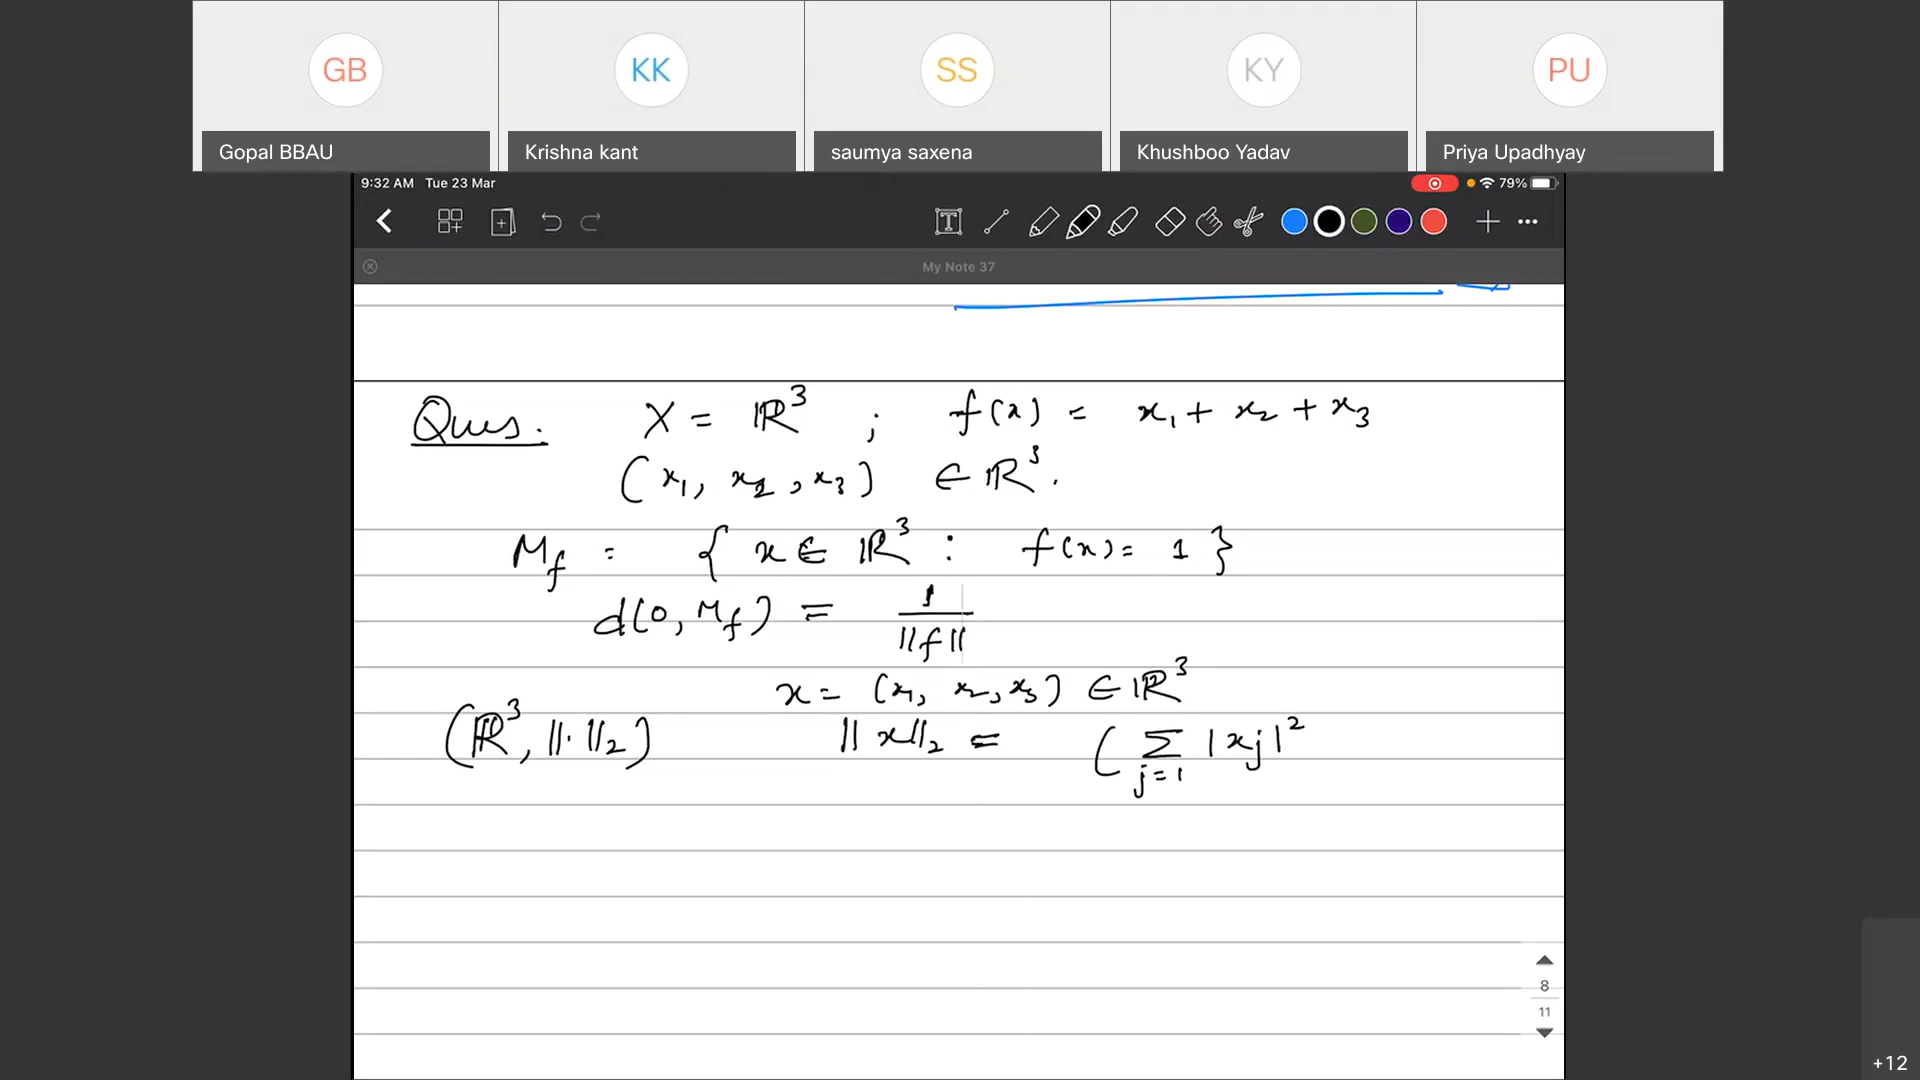 GB KK SS KY PU
Gopal BBAU Krishna kant saumya saxena Khushboo Yadav Priya Upadhyay
9:32 AM Tue 23 Mar 79%
My Note 37
Ques. X = ℝ³ ; f(x) = x₁ + x₂ + x₃
(x₁, x₂, x₃) ∈ ℝ³.
M_f = { x ∈ ℝ³ : f(x) = 1 }
d(0, M_f) = 1/||f||
x = (x₁, x₂, x₃) ∈ ℝ³
(ℝ³, ||·||₂) ||x||₂ = ( ∑_{j=1} |x_j|²
8
11
+12